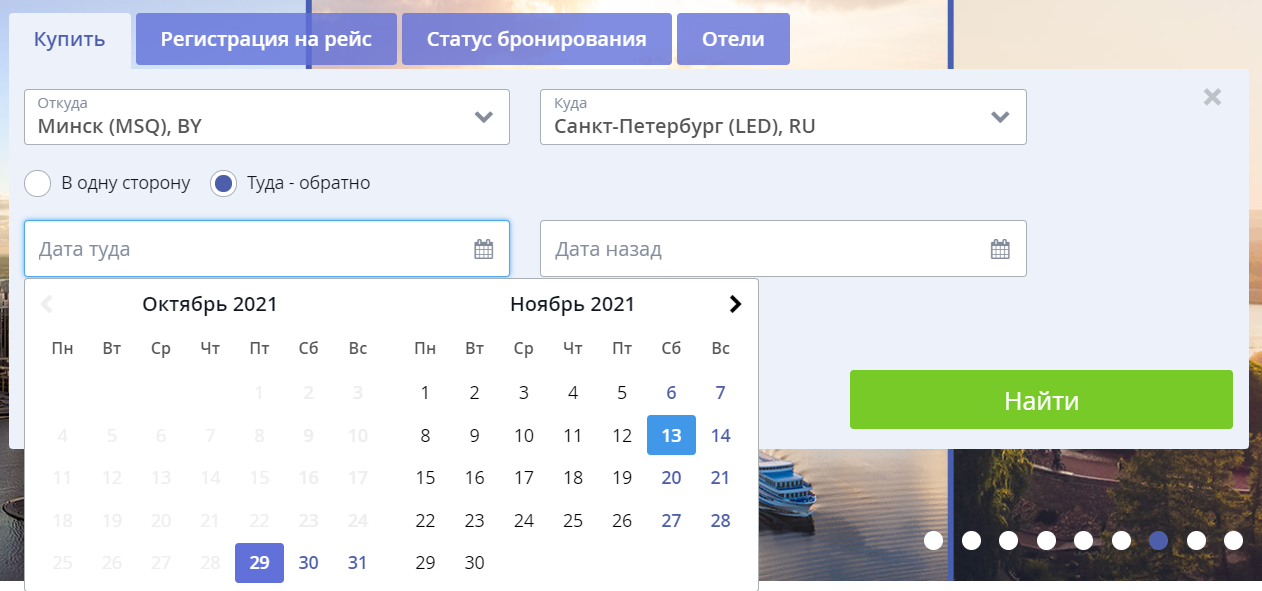 Купить Регистрация на рейс Статус бронирования Отели
Откуда Куда
Минск (MSQ), BY Санкт-Петербург (LED), RU
В одну сторону Туда - обратно
Дата туда Дата назад
Октябрь 2021 Ноябрь 2021
Пн Вт Ср Чт Пт Сб Вс Пн Вт Ср Чт Пт Сб Вс
1 2 3 1 2 3 4 5 6 7
Найти
4 5 6 7 8 9 10 8 9 10 11 12 13 14
11 12 13 14 15 16 17 15 16 17 18 19 20 21
18 19 20 21 22 23 24 22 23 24 25 26 27 28
25 26 27 28 29 30 31 29 30